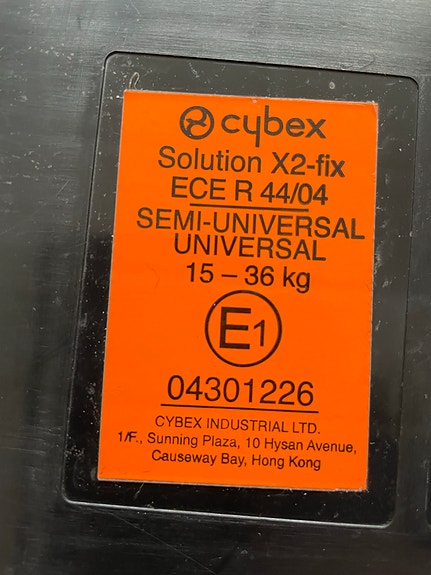 cybex
Solution X2-fix
ECE R 44/04
SEMI-UNIVERSAL
UNIVERSAL
15 – 36 kg
E1
04301226
CYBEX INDUSTRIAL LTD.
1/F., Sunning Plaza, 10 Hysan Avenue,
Causeway Bay, Hong Kong